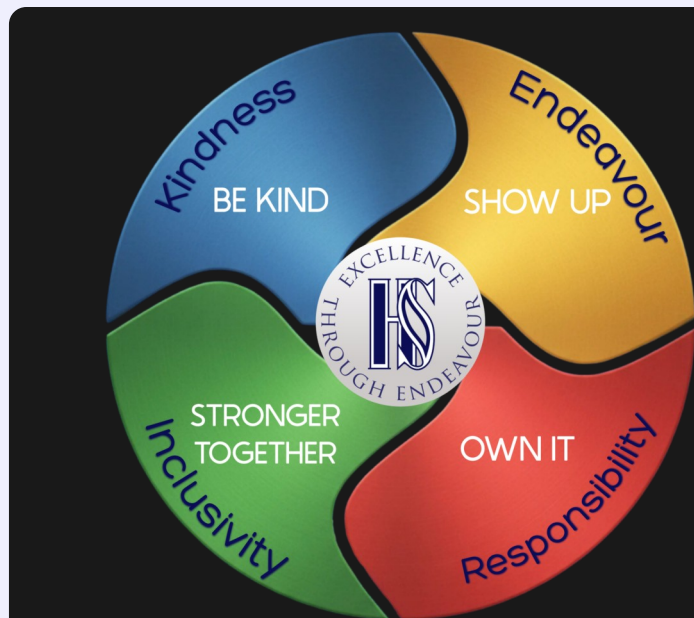 Kindness
BE KIND
Endeavour
SHOW UP
EXCELLENCE
THROUGH ENDEAVOUR
HS
STRONGER
TOGETHER
Inclusivity
OWN IT
Responsibility